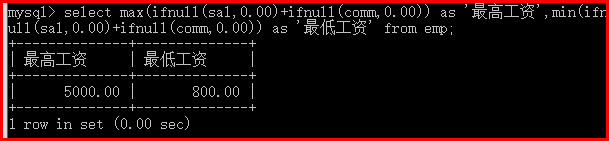 mysql> select max(ifnull(sal,0.00)+ifnull(comm,0.00)) as '最高工资',min(ifn
ull(sal,0.00)+ifnull(comm,0.00)) as '最低工资' from emp;
+--------------+--------------+
| 最高工资     | 最低工资     |
+--------------+--------------+
|      5000.00 |       800.00 |
+--------------+--------------+
1 row in set (0.00 sec)